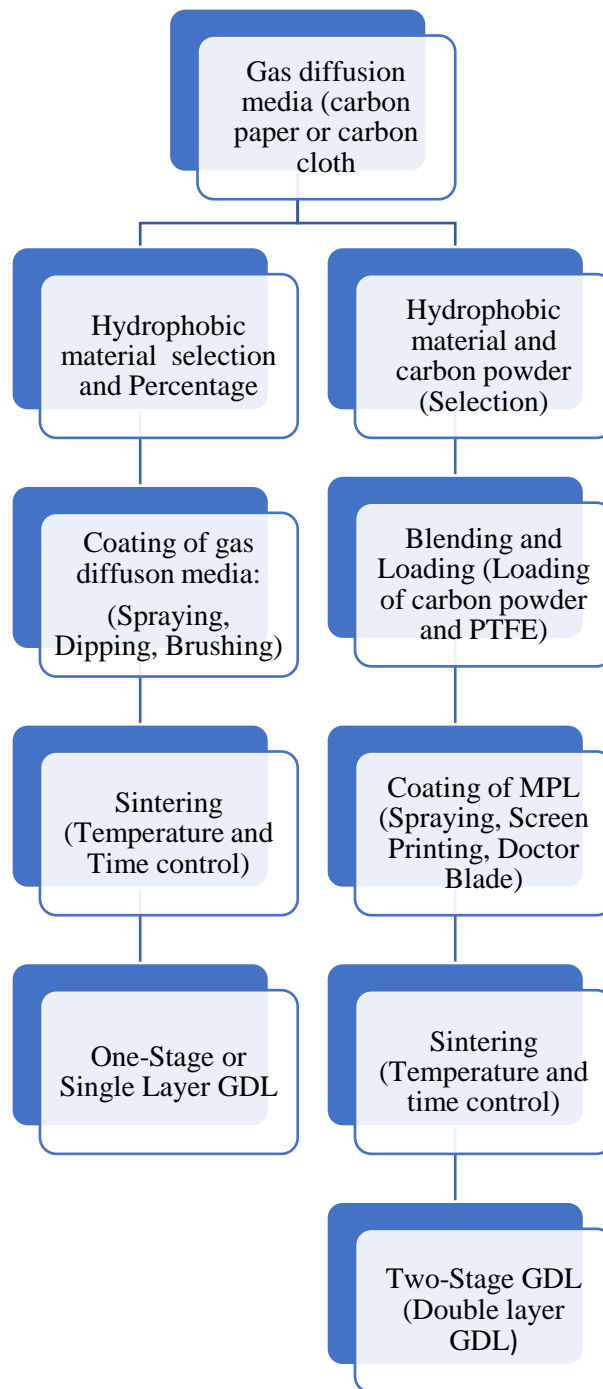 Gas diffusion
media (carbon
paper or carbon
cloth
Hydrophobic
material selection
and Percentage
Coating of gas
diffuson media:
(Spraying,
Dipping, Brushing)
Sintering
(Temperature and
Time control)
One-Stage or
Single Layer GDL
Hydrophobic
material and
carbon powder
(Selection)
Blending and
Loading (Loading
of carbon powder
and PTFE)
Coating of MPL
(Spraying, Screen
Printing, Doctor
Blade)
Sintering
(Temperature and
time control)
Two-Stage GDL
(Double layer
GDL)